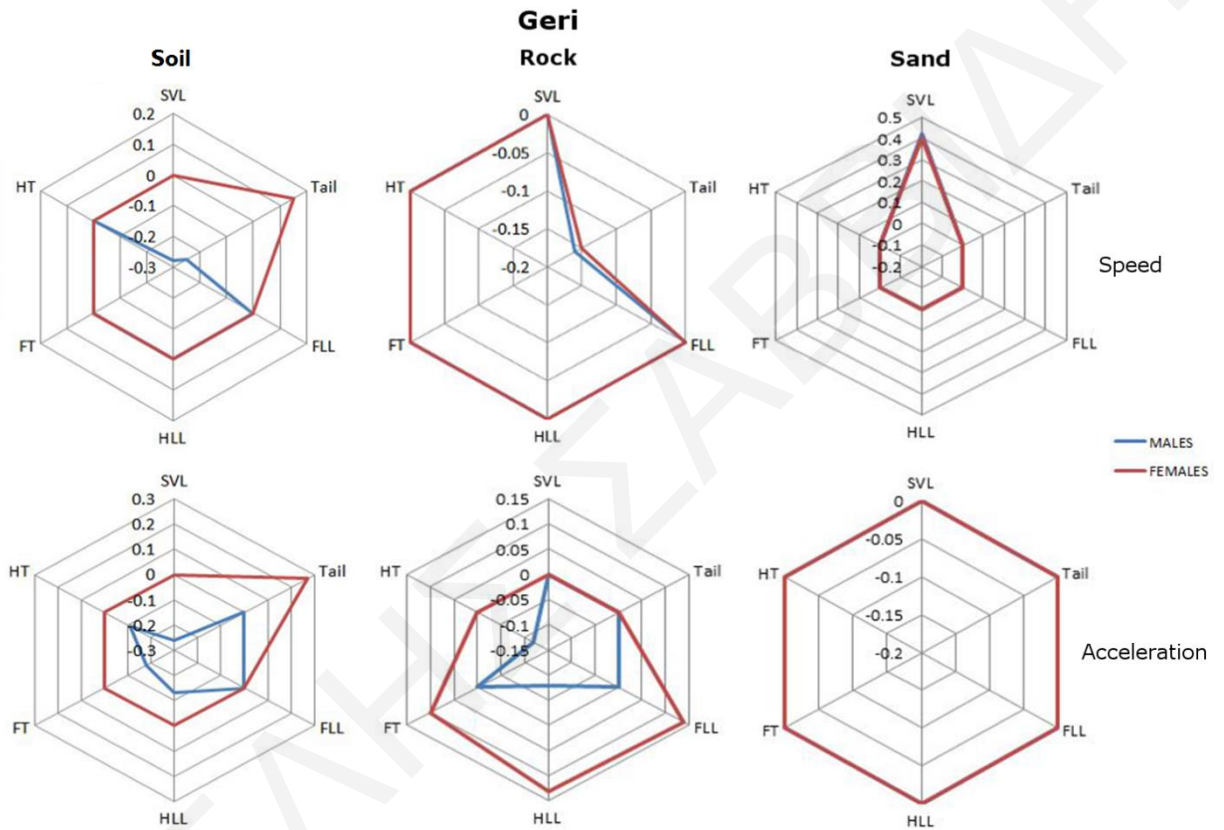 Geri
Soil
Rock
Sand
SVL
0.2
0.1
0
-0.1
-0.2
-0.3
HT
Tail
FT
FLL
HLL
SVL
0
-0.05
-0.1
-0.15
-0.2
HT
Tail
FT
FLL
HLL
SVL
0.5
0.4
0.3
0.2
0.1
0
-0.1
-0.2
HT
Tail
FT
FLL
HLL
Speed
MALES
FEMALES
SVL
0.3
0.2
0.1
0
-0.1
-0.2
-0.3
HT
Tail
FT
FLL
HLL
SVL
0.15
0.1
0.05
0
-0.05
-0.1
-0.15
HT
Tail
FT
FLL
HLL
SVL
0
-0.05
-0.1
-0.15
-0.2
HT
Tail
FT
FLL
HLL
Acceleration